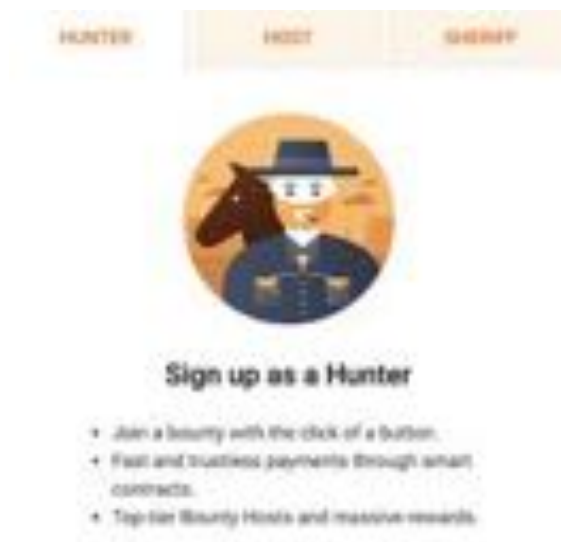 HUNTER
HOST
SHERIFF
Sign up as a Hunter
• Join a bounty with the click of a button.
• Fast and trustless payments through smart
contracts.
• Top-tier Bounty Hosts and massive rewards.